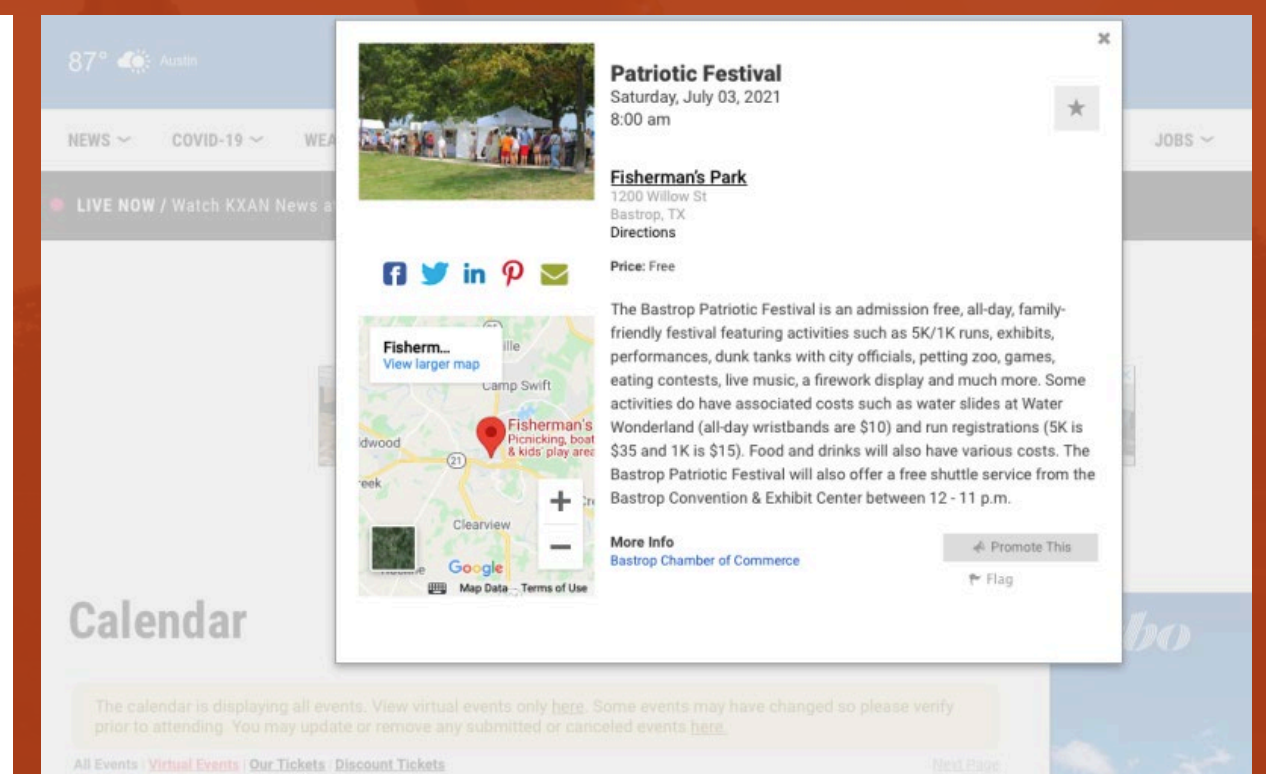 87° Austin
NEWS COVID-19 WEA
JOBS
LIVE NOW / Watch KXAN News a
Patriotic Festival
Saturday, July 03, 2021
8:00 am
Fisherman's Park
1200 Willow St
Bastrop, TX
Directions
Price: Free
The Bastrop Patriotic Festival is an admission free, all-day, family-
friendly festival featuring activities such as 5K/1K runs, exhibits,
performances, dunk tanks with city officials, petting zoo, games,
eating contests, live music, a firework display and much more. Some
activities do have associated costs such as water slides at Water
Wonderland (all-day wristbands are $10) and run registrations (5K is
$35 and 1K is $15). Food and drinks will also have various costs. The
Bastrop Patriotic Festival will also offer a free shuttle service from the
Bastrop Convention & Exhibit Center between 12 - 11 p.m.
More Info
Bastrop Chamber of Commerce
Promote This
Flag
Fisherm...
View larger map
ille
Camp Swift
Fisherman's
Picnicking, boat
& kids' play area
dwood
21
eek
Clearview
Google
Map Data Terms of Use
Calendar
The calendar is displaying all events. View virtual events only here. Some events may have changed so please verify
prior to attending. You may update or remove any submitted or canceled events here.
All Events | Virtual Events | Our Tickets | Discount Tickets
Next Page
bo